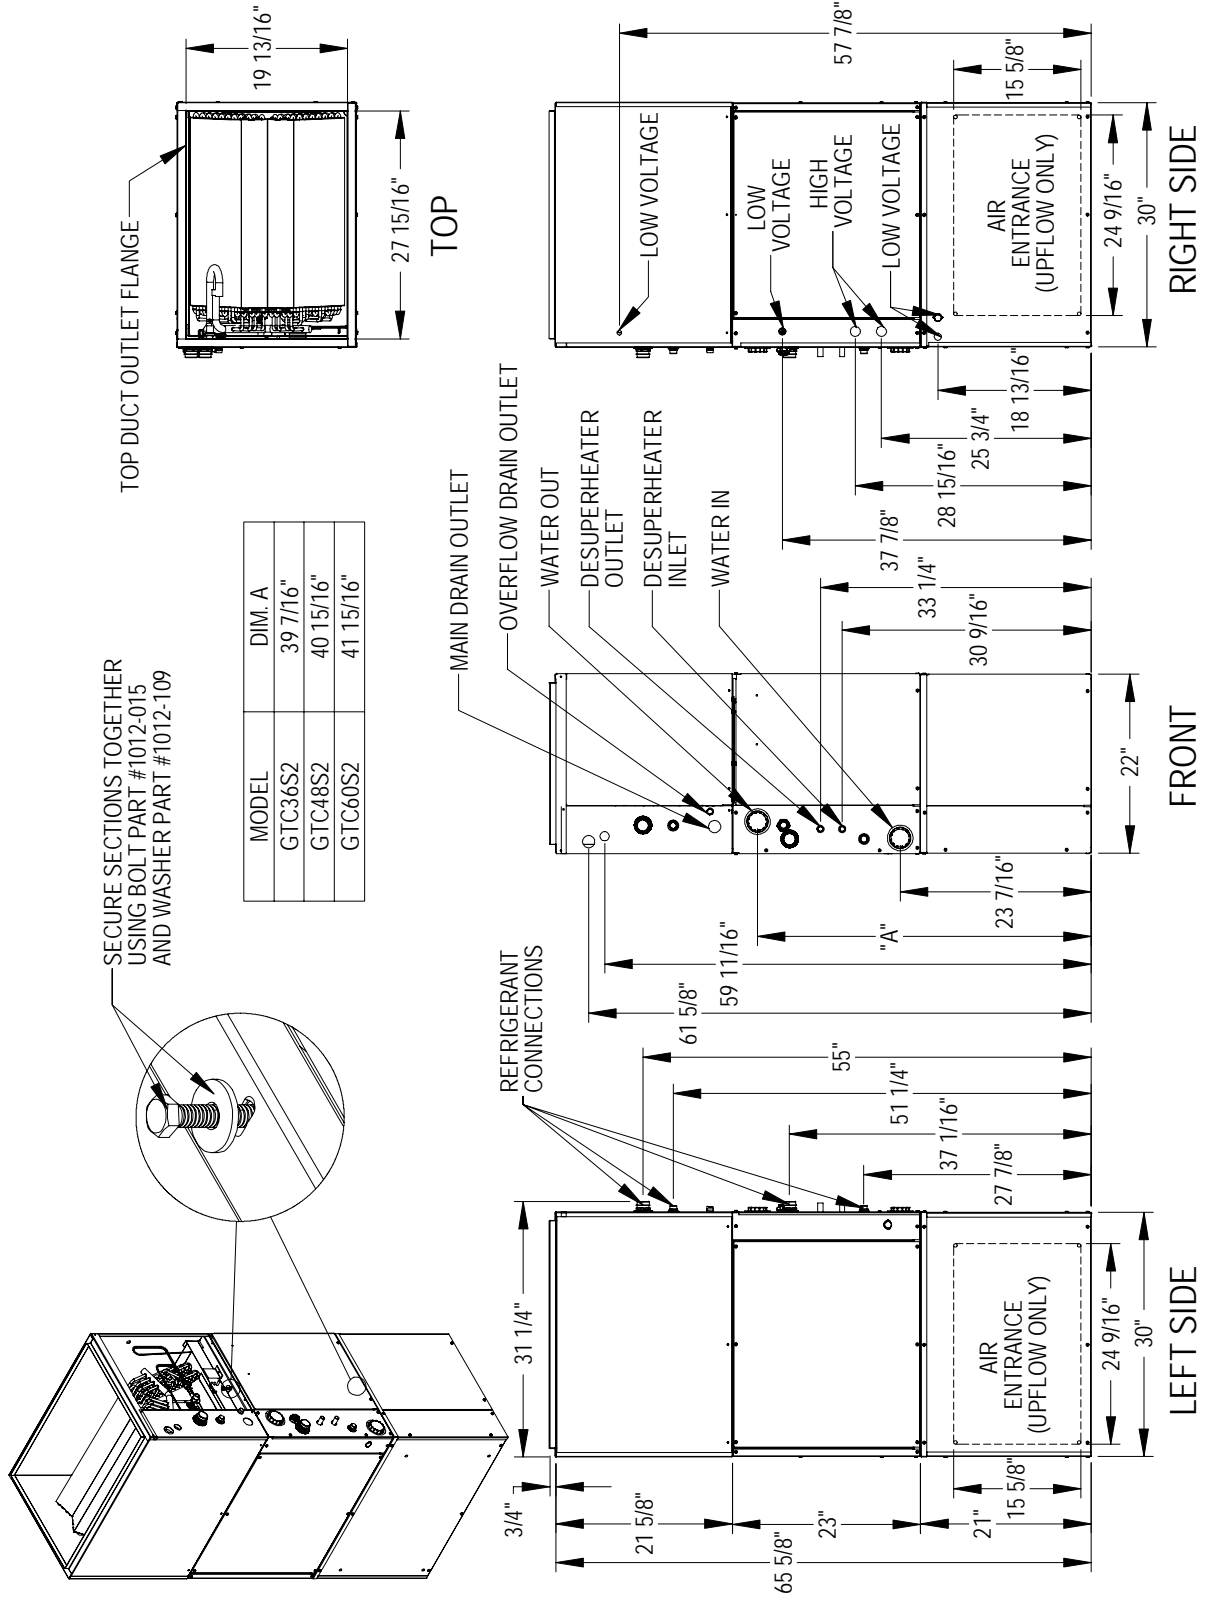 SECURE SECTIONS TOGETHER
USING BOLT PART #1012-015
AND WASHER PART #1012-109
MODEL DIM. A
GTC36S2 39 7/16"
GTC48S2 40 15/16"
GTC60S2 41 15/16"
TOP DUCT OUTLET FLANGE
19 13/16"
27 15/16"
TOP
REFRIGERANT
CONNECTIONS
31 1/4"
3/4"
21 5/8"
23"
21"
65 5/8"
15 5/8"
AIR
ENTRANCE
(UPFLOW ONLY)
24 9/16"
30"
55"
51 1/4"
37 1/16"
27 7/8"
LEFT SIDE
MAIN DRAIN OUTLET
OVERFLOW DRAIN OUTLET
WATER OUT
DESUPERHEATER
OUTLET
DESUPERHEATER
INLET
WATER IN
61 5/8"
59 11/16"
"A"
23 7/16"
22"
33 1/4"
30 9/16"
FRONT
LOW VOLTAGE
LOW
VOLTAGE
HIGH
VOLTAGE
LOW VOLTAGE
57 7/8"
37 7/8"
28 15/16"
25 3/4"
18 13/16"
AIR
ENTRANCE
(UPFLOW ONLY)
15 5/8"
24 9/16"
30"
RIGHT SIDE